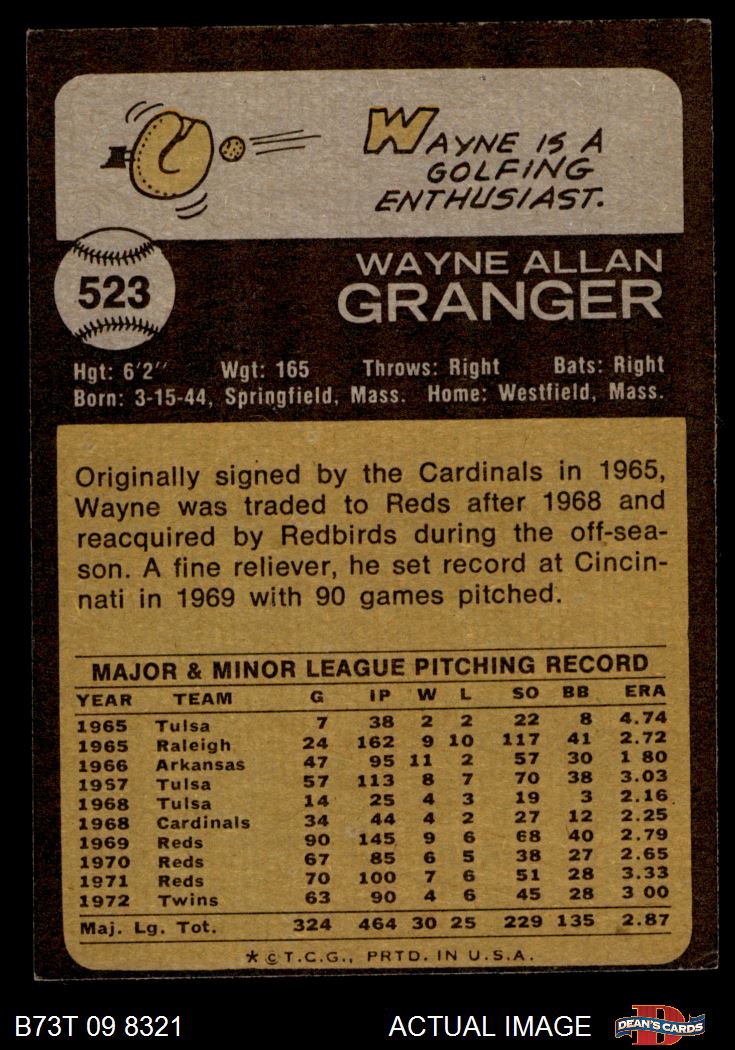 WAYNE IS A
GOLFING
ENTHUSIAST.
523
WAYNE ALLAN
GRANGER
Hgt: 6'2" Wgt: 165 Throws: Right Bats: Right
Born: 3-15-44, Springfield, Mass. Home: Westfield, Mass.
Originally signed by the Cardinals in 1965,
Wayne was traded to Reds after 1968 and
reacquired by Redbirds during the off-sea-
son. A fine reliever, he set record at Cincin-
nati in 1969 with 90 games pitched.
MAJOR & MINOR LEAGUE PITCHING RECORD
YEAR TEAM G IP W L SO BB ERA
1965 Tulsa 7 38 2 2 22 8 4.74
1965 Raleigh 24 162 9 10 117 41 2.72
1966 Arkansas 47 95 11 2 57 30 1 80
1957 Tulsa 57 113 8 7 70 38 3.03
1968 Tulsa 14 25 4 3 19 3 2.16
1968 Cardinals 34 44 4 2 27 12 2.25
1969 Reds 90 145 9 6 68 40 2.79
1970 Reds 67 85 6 5 38 27 2.65
1971 Reds 70 100 7 6 51 28 3.33
1972 Twins 63 90 4 6 45 28 3 00
Maj. Lg. Tot. 324 464 30 25 229 135 2.87
* © T.C.G., PRTD. IN U.S.A.
B73T 09 8321 ACTUAL IMAGE DEAN'S CARDS